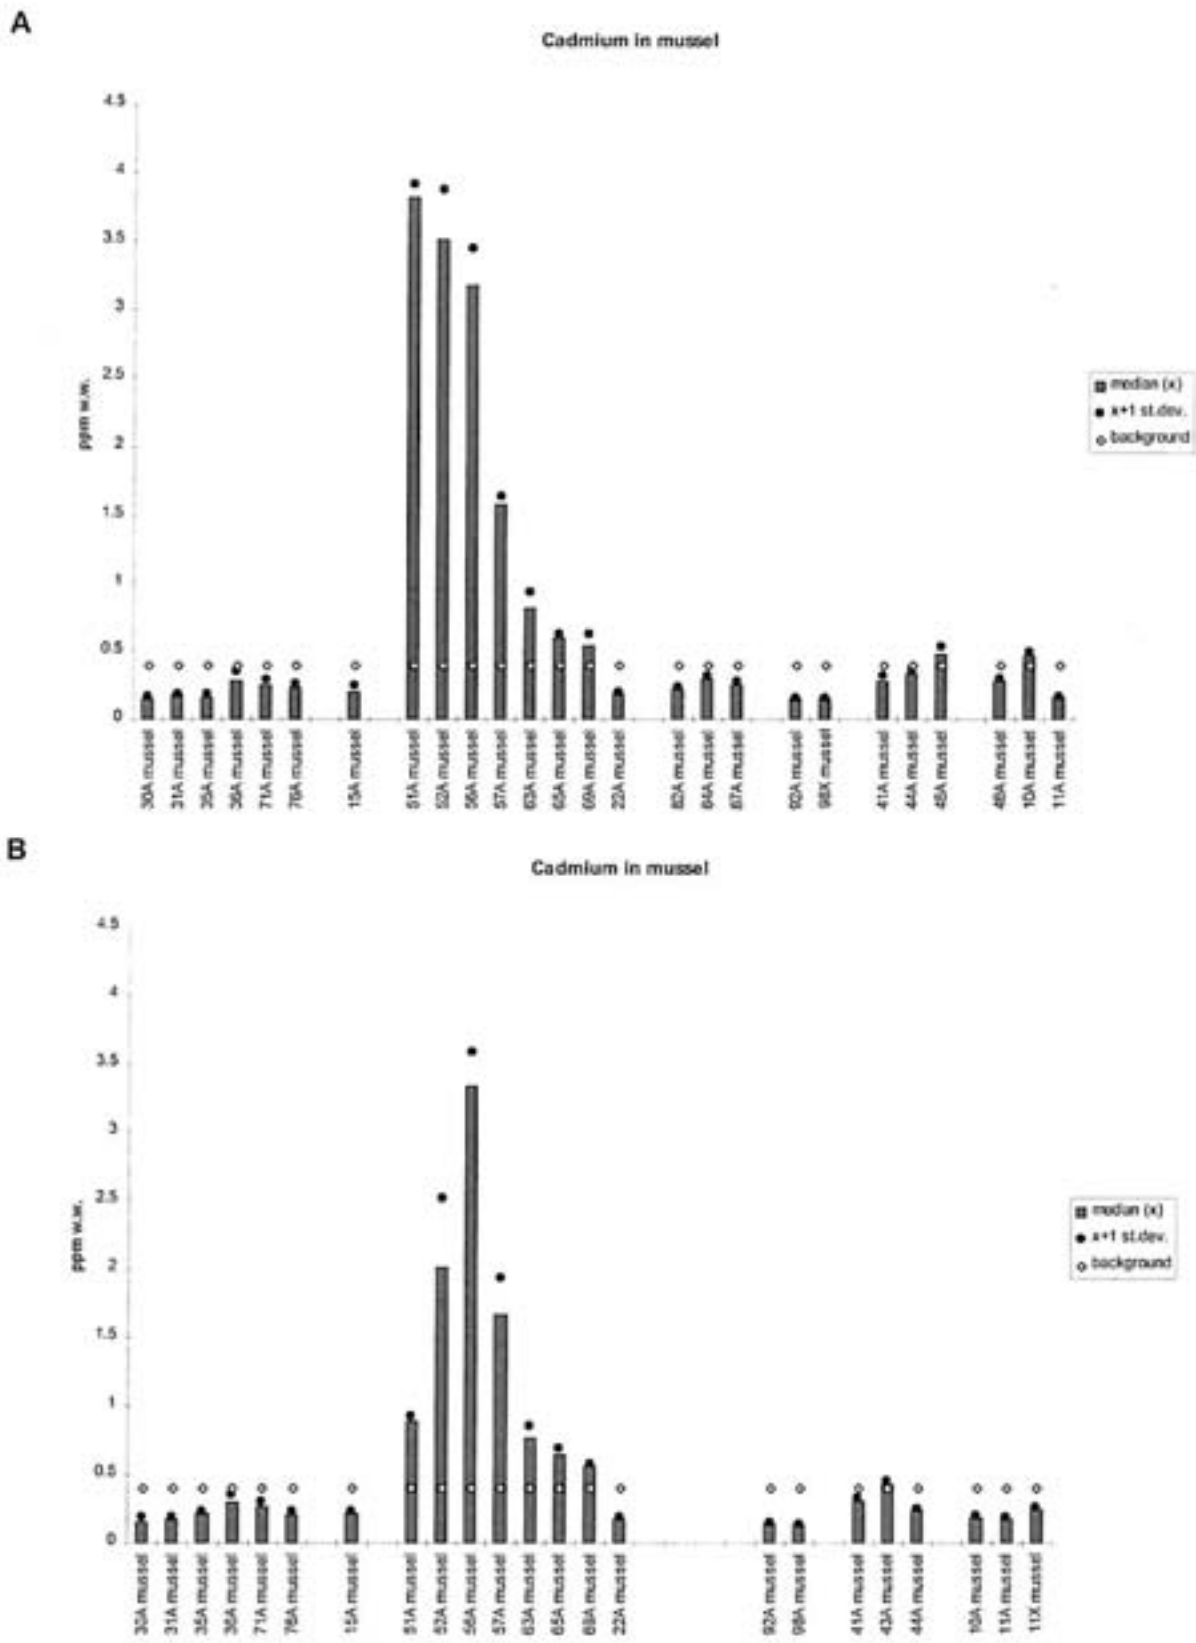 A
Cadmium in mussel
4.5
4
3.5
3
2.5
2
1.5
1
0.5
0
ppm w.w.
median (x)
x+1 st.dev.
background
30A mussel
31A mussel
35A mussel
36A mussel
71A mussel
76A mussel
15A mussel
51A mussel
52A mussel
56A mussel
57A mussel
63A mussel
65A mussel
69A mussel
22A mussel
82A mussel
84A mussel
87A mussel
92A mussel
98X mussel
41A mussel
44A mussel
mussel
mussel
10A mussel
11A mussel
B
Cadmium in mussel
4.5
4
3.5
3
2.5
2
1.5
1
0.5
0
ppm w.w.
median (x)
x+1 st.dev.
background
30A mussel
31A mussel
35A mussel
36A mussel
71A mussel
76A mussel
15A mussel
51A mussel
52A mussel
56A mussel
57A mussel
63A mussel
65A mussel
69A mussel
22A mussel
92A mussel
98A mussel
41A mussel
43A mussel
44A mussel
10A mussel
11A mussel
11X mussel